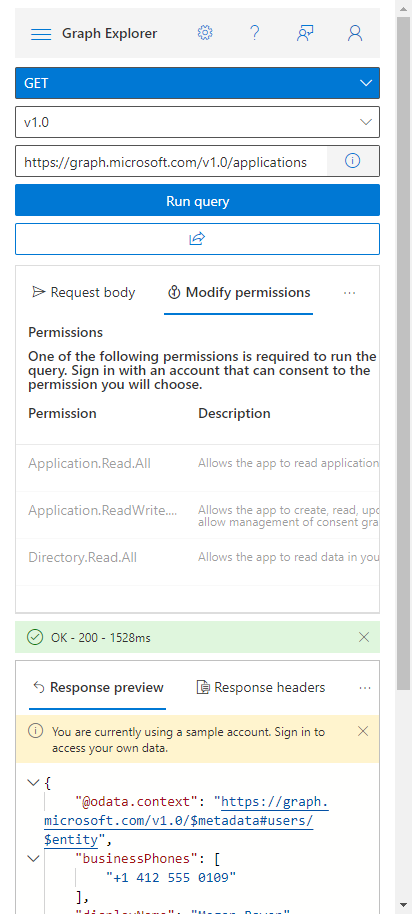 Graph Explorer
GET
v1.0
https://graph.microsoft.com/v1.0/applications
Run query
Request body
Modify permissions
...
Permissions
One of the following permissions is required to run the
query. Sign in with an account that can consent to the
permission you will choose.
Permission Description
Application.Read.All Allows the app to read application
Application.ReadWrite.... Allows the app to create, read, upd
allow management of consent gra
Directory.Read.All Allows the app to read data in you
OK - 200 - 1528ms
Response preview
Response headers
...
You are currently using a sample account. Sign in to
access your own data.
{
"@odata.context": "https://graph.
microsoft.com/v1.0/$metadata#users/
$entity",
"businessPhones": [
"+1 412 555 0109"
],
"displayName": "Megan Bowen"